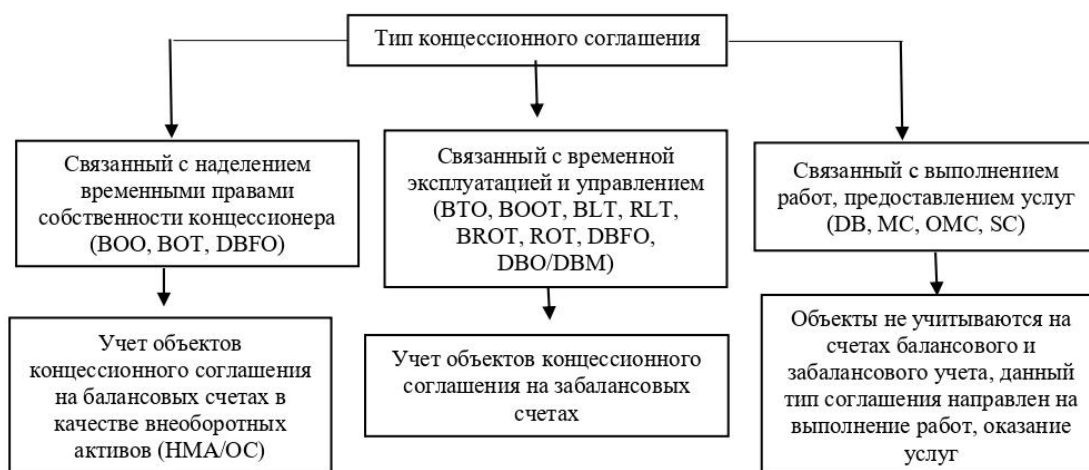 Тип концессионного соглашения
Связанный с наделением
временными правами
собственности концессионера
(BOO, BOT, DBFO)
Связанный с временной
эксплуатацией и управлением
(BTO, BOOT, BLT, RLT,
BROT, ROT, DBFO,
DBO/DBM)
Связанный с выполнением
работ, предоставлением услуг
(DB, MC, OMC, SC)
Учет объектов
концессионного соглашения
на балансовых счетах в
качестве внеоборотных
активов (НМА/ОС)
Учет объектов концессионного
соглашения на забалансовых
счетах
Объекты не учитываются на
счетах балансового и
забалансового учета, данный
тип соглашения направлен на
выполнение работ, оказание
услуг